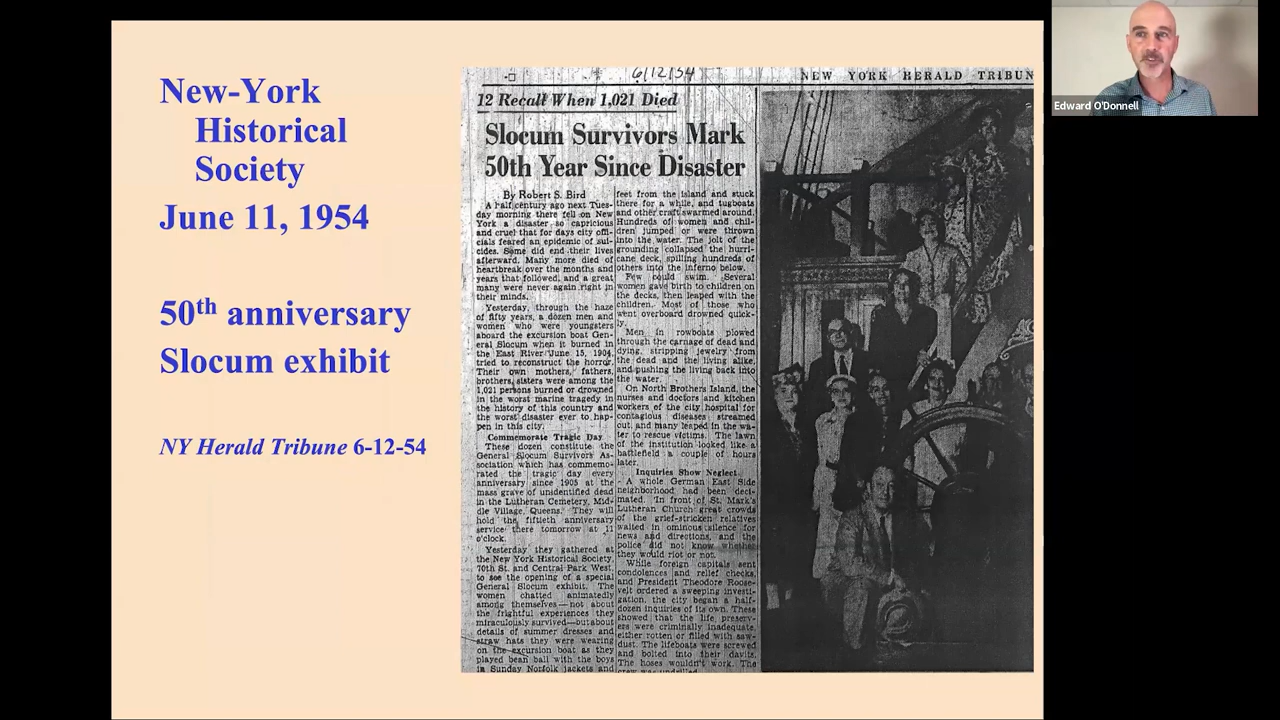 New-York
Historical
Society
June 11, 1954
50th anniversary
Slocum exhibit
NY Herald Tribune 6-12-54
6/12/54
NEW YORK HERALD TRIBUN
12 Recall When 1,021 Died
Slocum Survivors Mark
50th Year Since Disaster
By Robert S. Bird
A half century ago next Tues-
day morning there fell on New
York a disaster so capricious
and cruel that for days city offi-
cials feared an epidemic of sui-
cides. Some did end their lives
afterward. Many more died of
heartbreak over the months and
years that followed, and a great
many were never again right in
their minds.
Yesterday, through the haze
of fifty years, a dozen men and
women who were youngsters
aboard the excursion boat Gen-
eral Slocum when it burned in
the East River June 15, 1904,
tried to reconstruct the horror.
Their own mothers, fathers,
brothers, sisters were among the
1,021 persons burned or drowned
in the worst marine tragedy in
the history of this country and
the worst disaster ever to hap-
pen in this city.
Commemorate Tragic Day
These dozen constitute the
General Slocum Survivors As-
sociation which has commemo-
rated the tragic day every
anniversary since 1905 at the
mass grave of unidentified dead
in the Lutheran Cemetery, Mid-
dle Village, Queens. They will
hold the fiftieth anniversary
service there tomorrow at 11
o'clock.
Yesterday they gathered at
the New York Historical Society,
70th St. and Central Park West,
to see the opening of a special
General Slocum exhibit. The
women chatted animatedly
among themselves—not about
the frightful experiences they
miraculously survived—but about
details of summer dresses and
straw hats they were wearing
on the excursion boat as they
played bean ball with the boys
in Sunday Norfolk jackets and
feet from the island and stuck
there for a while, and tugboats
and other craft swarmed around.
Hundreds of women and chil-
dren jumped or were thrown
into the water. The jolt of the
grounding collapsed the hurri-
cane deck, spilling hundreds of
others into the inferno below.
Few could swim. Several
women gave birth to children on
the decks, then leaped with the
children. Most of those who
went overboard drowned quick-
ly.
Men in rowboats plowed
through the carnage of dead and
dying, stripping jewelry from
the dead and the living alike,
and pushing the living back into
the water.
On North Brothers Island, the
nurses and doctors and kitchen
workers of the city hospital for
contagious diseases streamed
out, and many leaped in the wa-
ter to rescue victims. The lawn
of the institution looked like a
battlefield a couple of hours
later.
Inquiries Show Neglect
A whole German East Side
neighborhood had been deci-
mated. In front of St. Mark's
Lutheran Church great crowds
of the grief-stricken relatives
waited in ominous silence for
news and directions, and the
police did not know whether
they would riot or not.
While foreign capitals sent
condolences and relief checks,
and President Theodore Roose-
velt ordered a sweeping investi-
gation, the city began a half-
dozen inquiries of its own. These
showed that the life preserv-
ers were criminally inadequate,
either rotten or filled with saw-
dust. The lifeboats were screwed
and bolted into their davits.
The hoses wouldn't work. The
crew was undrilled.
Edward O'Donnell